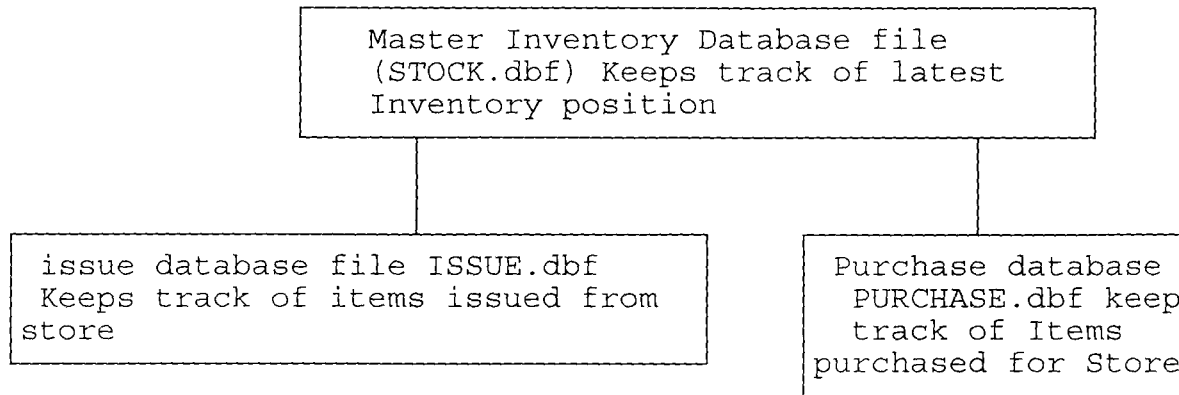 Master Inventory Database file
(STOCK.dbf) Keeps track of latest
Inventory position
issue database file ISSUE.dbf
Keeps track of items issued from
store
Purchase database
PURCHASE.dbf keep
track of Items
purchased for Store